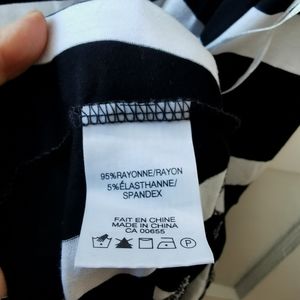 95%RAYONNE/RAYON
5%ÉLASTHANNE/
SPANDEX
FAIT EN CHINE
MADE IN CHINA
CA 00655